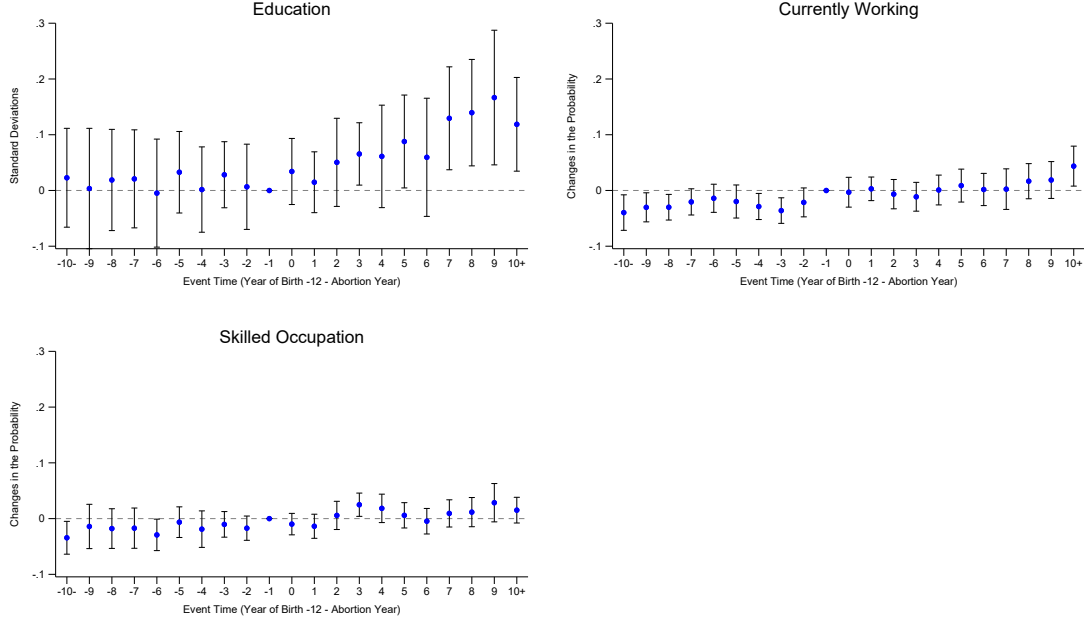 Education
.3
.2
.1
0
-.1
Standard Deviations
-10- -9 -8 -7 -6 -5 -4 -3 -2 -1 0 1 2 3 4 5 6 7 8 9 10+
Event Time (Year of Birth -12 - Abortion Year)
Currently Working
.3
.2
.1
0
-.1
Changes in the Probability
-10- -9 -8 -7 -6 -5 -4 -3 -2 -1 0 1 2 3 4 5 6 7 8 9 10+
Event Time (Year of Birth -12 - Abortion Year)
Skilled Occupation
.3
.2
.1
0
-.1
Changes in the Probability
-10- -9 -8 -7 -6 -5 -4 -3 -2 -1 0 1 2 3 4 5 6 7 8 9 10+
Event Time (Year of Birth -12 - Abortion Year)